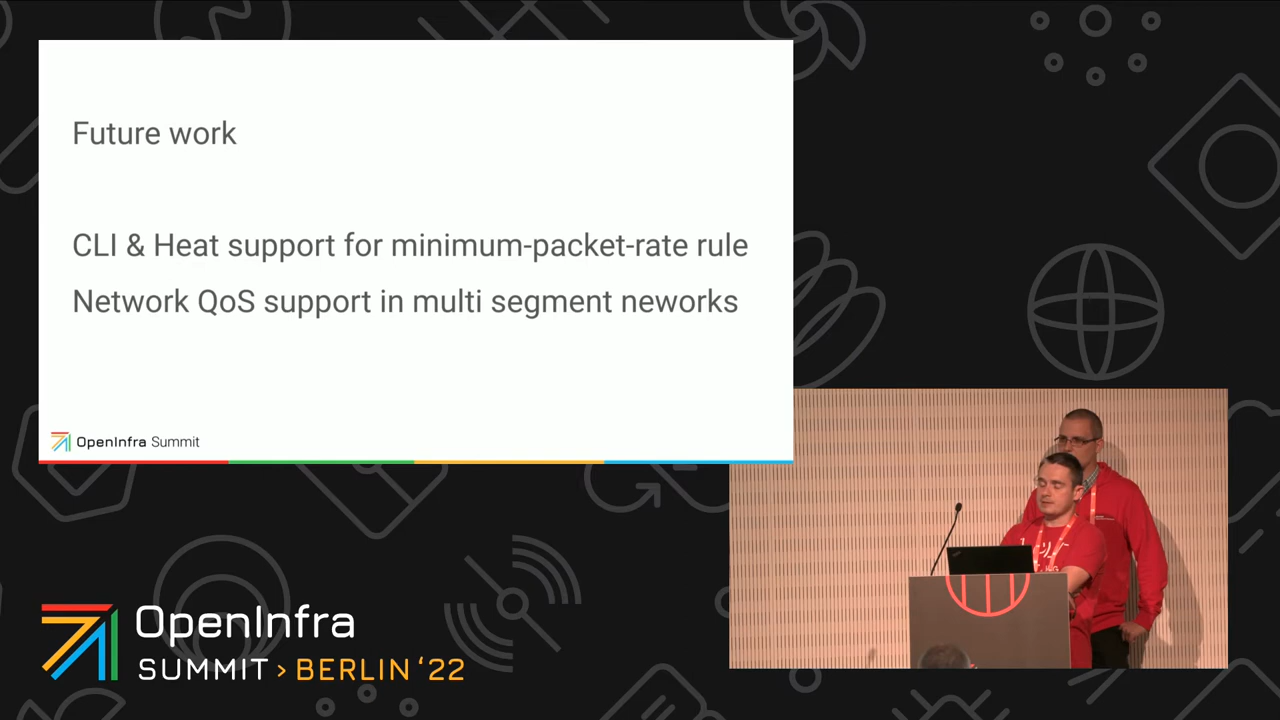 Future work
CLI & Heat support for minimum-packet-rate rule
Network QoS support in multi segment neworks
OpenInfra Summit
OpenInfra
SUMMIT > BERLIN ‘22